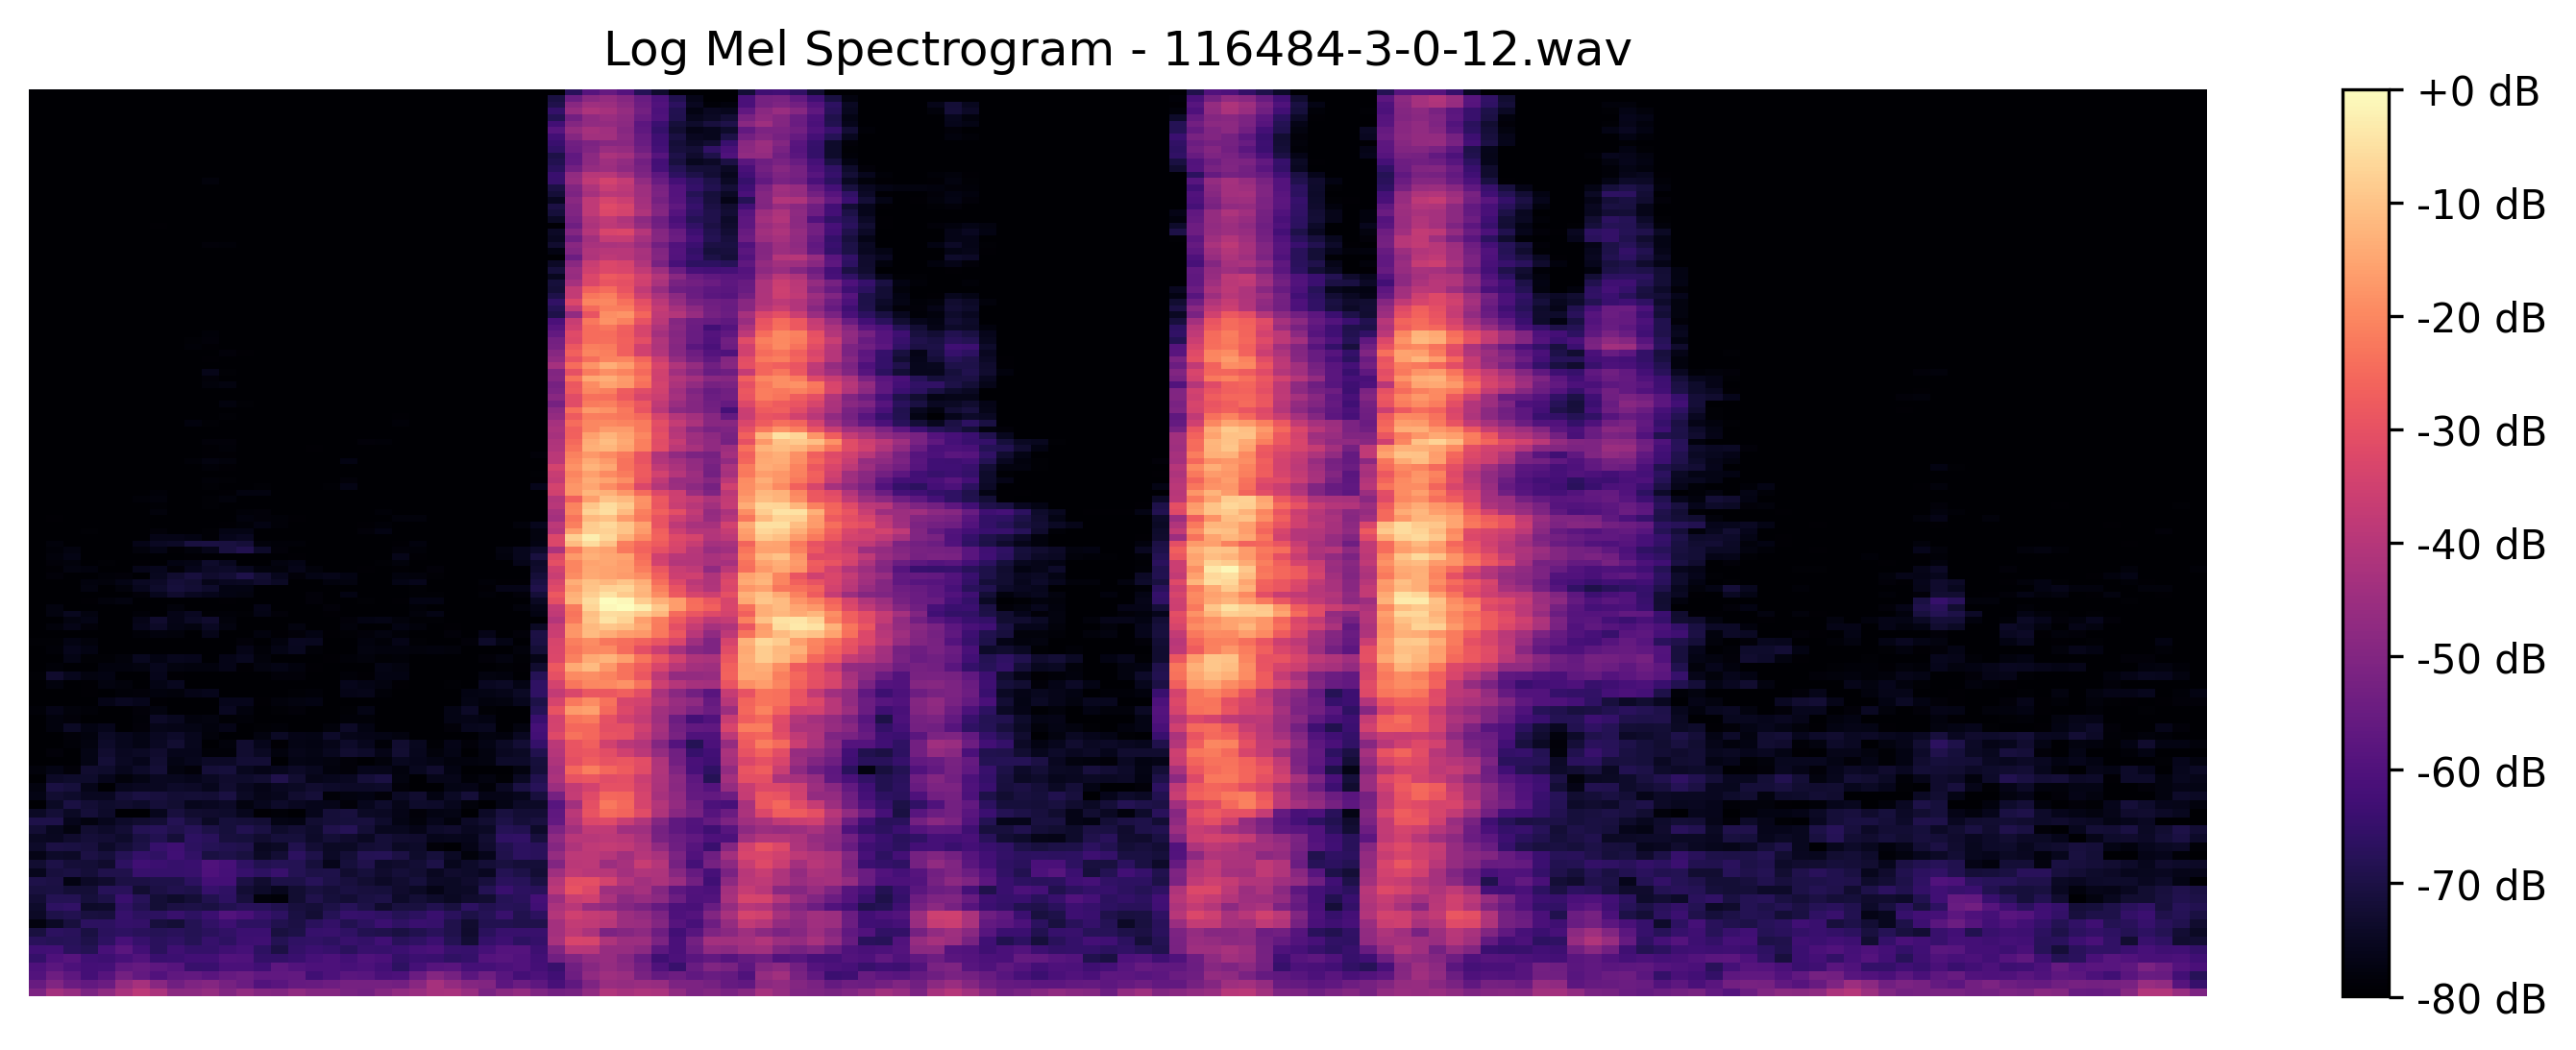 Log Mel Spectrogram - 116484-3-0-12.wav
+0 dB
-10 dB
-20 dB
-30 dB
-40 dB
-50 dB
-60 dB
-70 dB
-80 dB